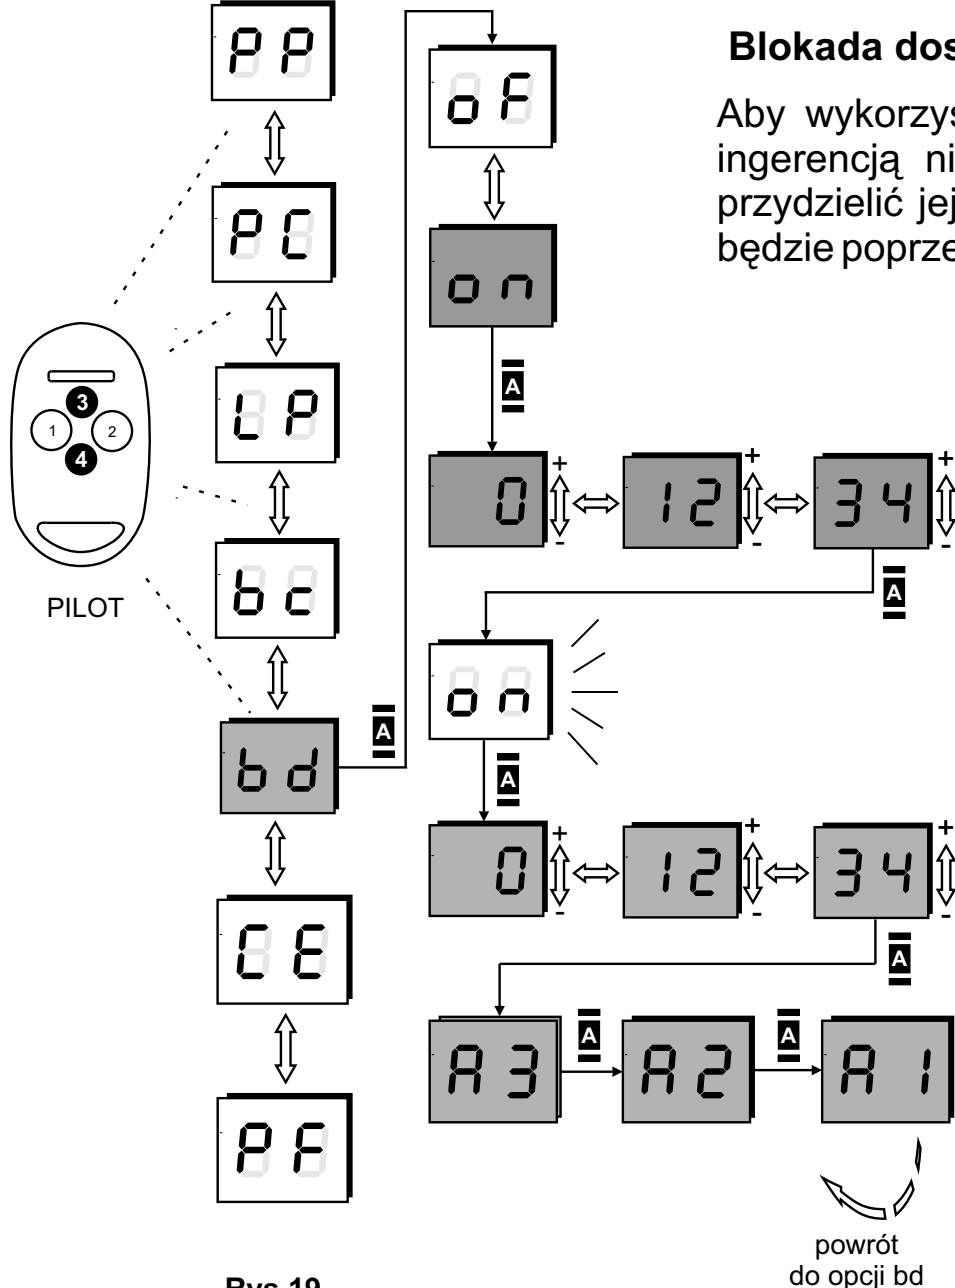 PP
PC
LP
bc
bd
CE
PF
3
1
2
4
PILOT
A
oF
on
A
0
+
-
12
+
-
34
+
-
A
on
A
0
+
-
12
+
-
34
+
-
A
A3
A
A2
A
A1
powrót
do opcji bd
Blokada dos
Aby wykorzys
ingerencją ni
przydzielić jej
będzie poprze
Rys.19